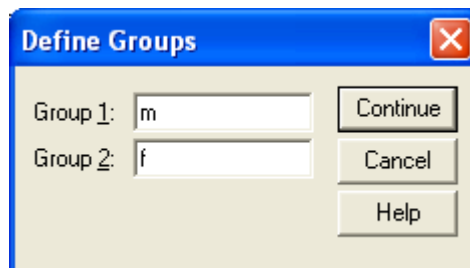 Define Groups
Group 1: m
Continue
Group 2: f
Cancel
Help